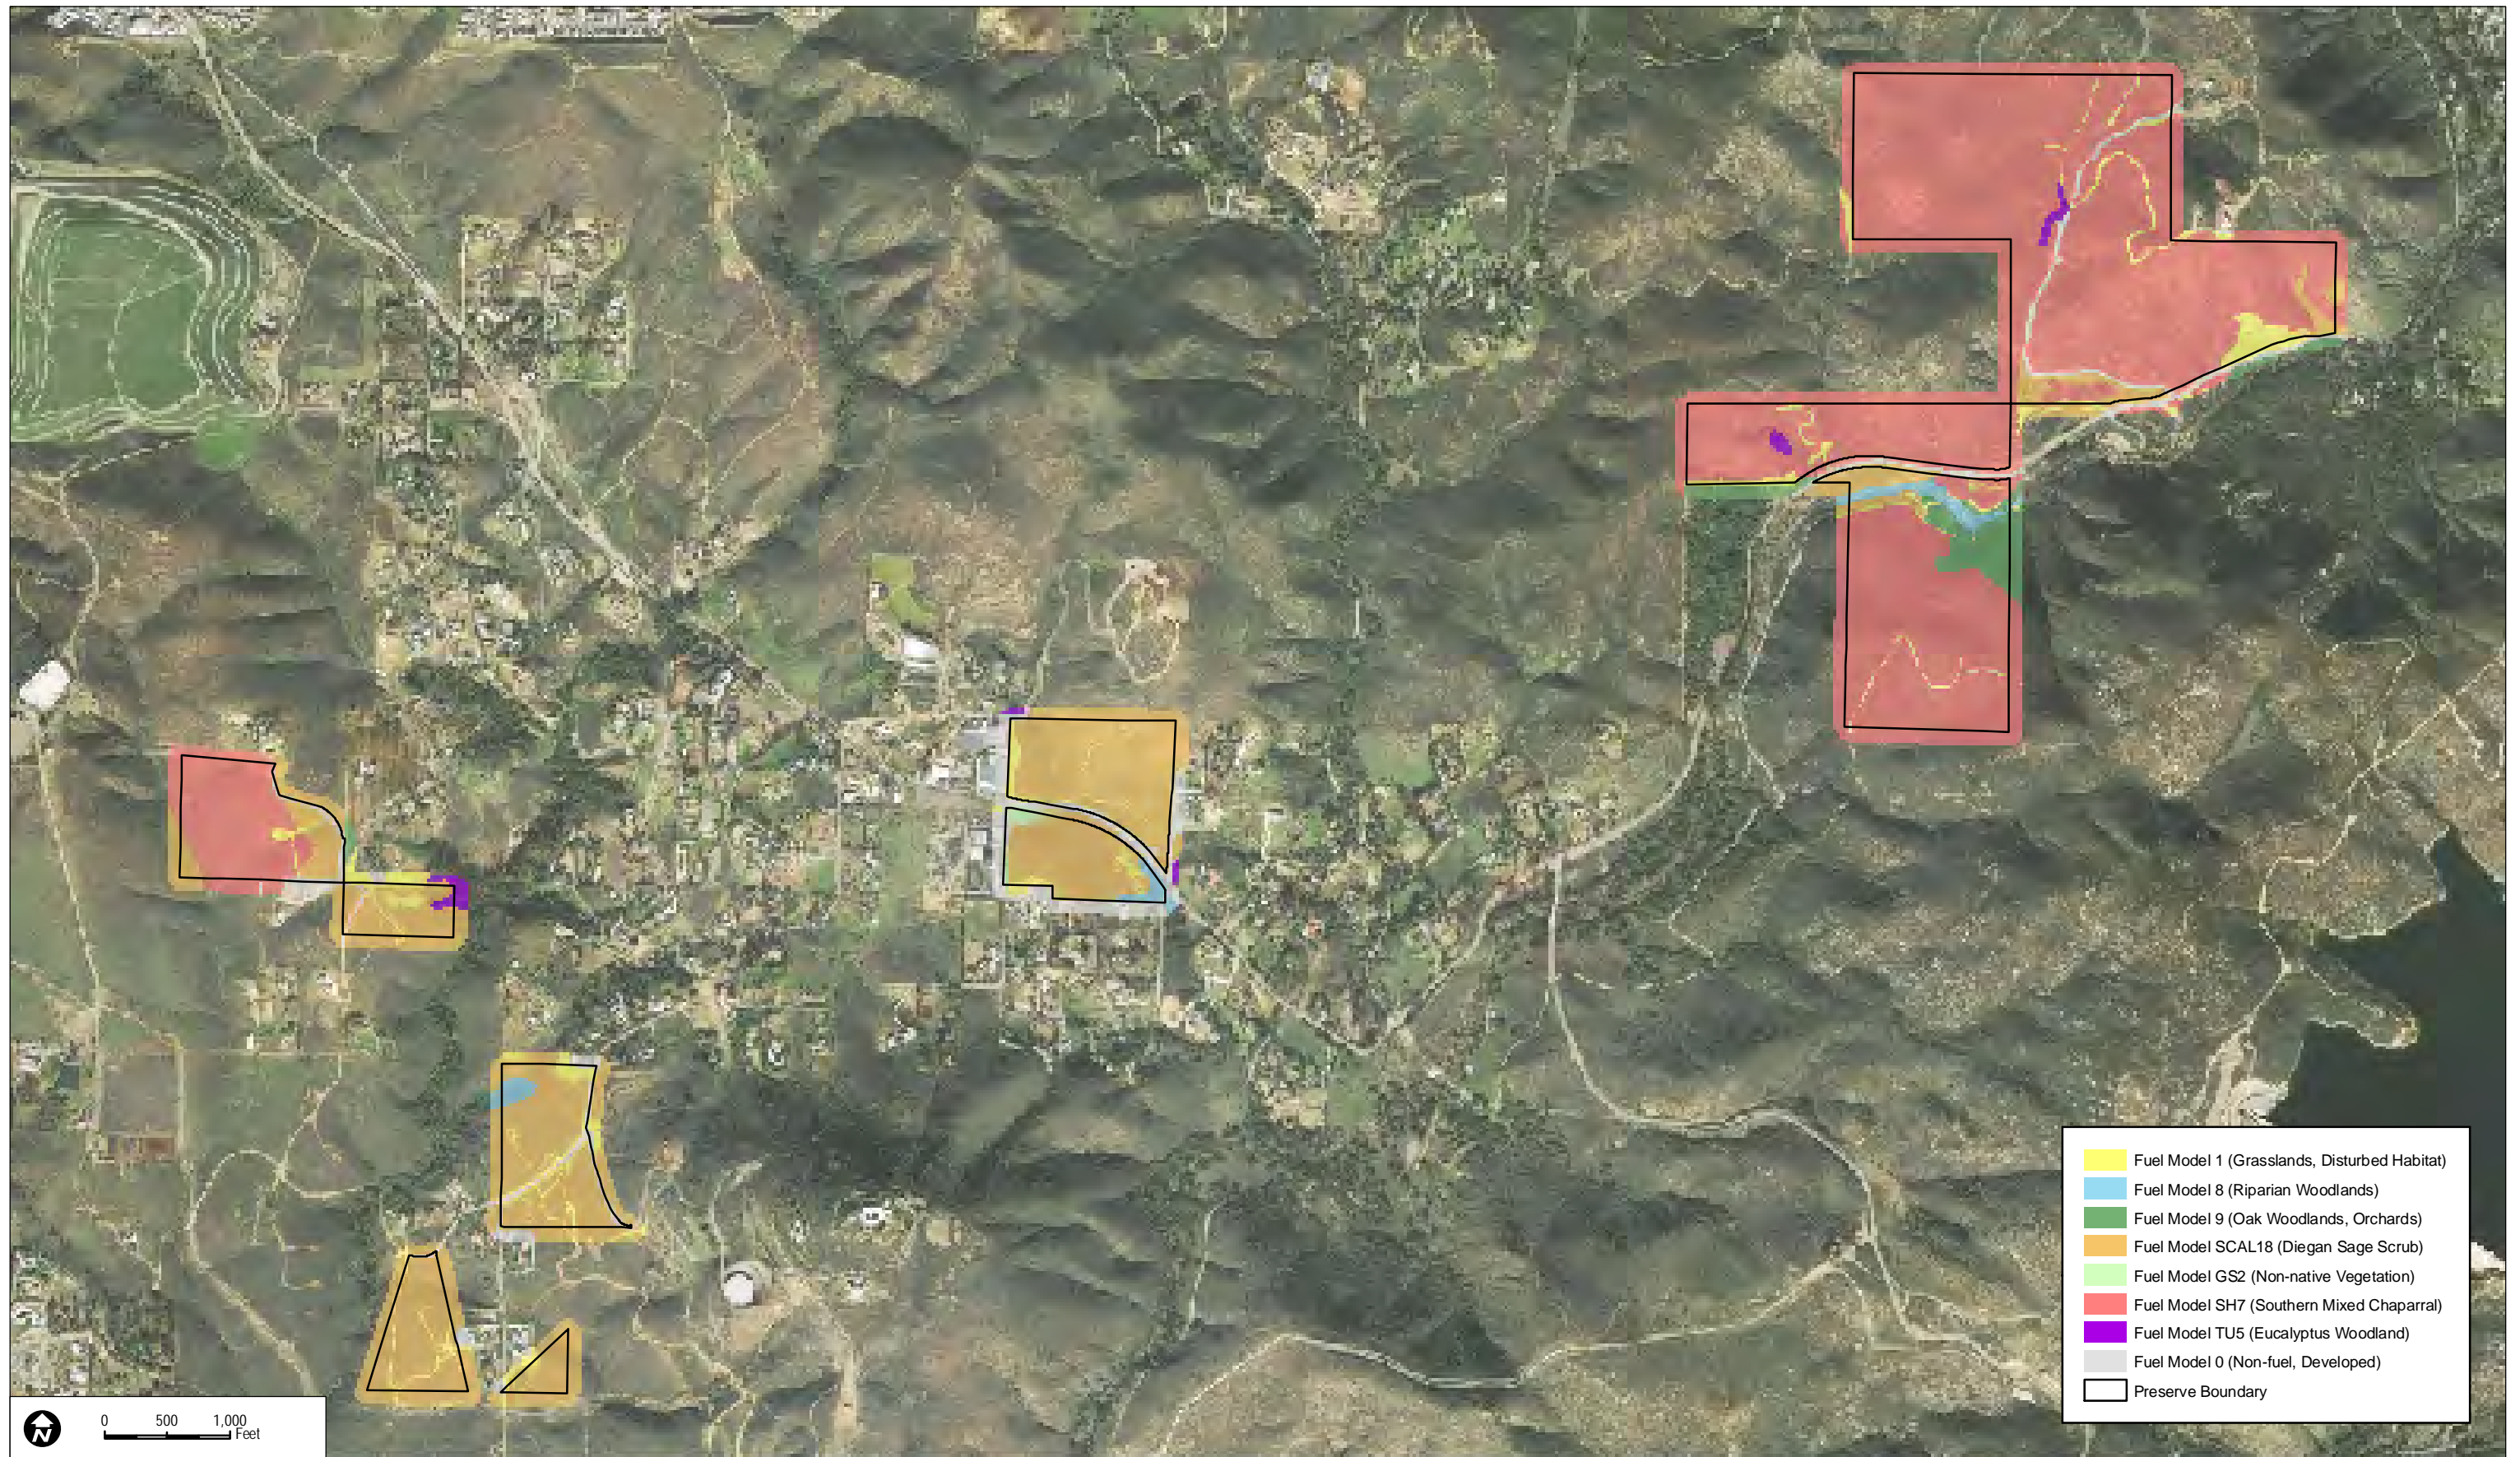 Fuel Model 1 (Grasslands, Disturbed Habitat)
Fuel Model 8 (Riparian Woodlands)
Fuel Model 9 (Oak Woodlands, Orchards)
Fuel Model SCAL18 (Diegan Sage Scrub)
Fuel Model GS2 (Non-native Vegetation)
Fuel Model SH7 (Southern Mixed Chaparral)
Fuel Model TU5 (Eucalyptus Woodland)
Fuel Model 0 (Non-fuel, Developed)
Preserve Boundary
N
0 500 1,000
Feet